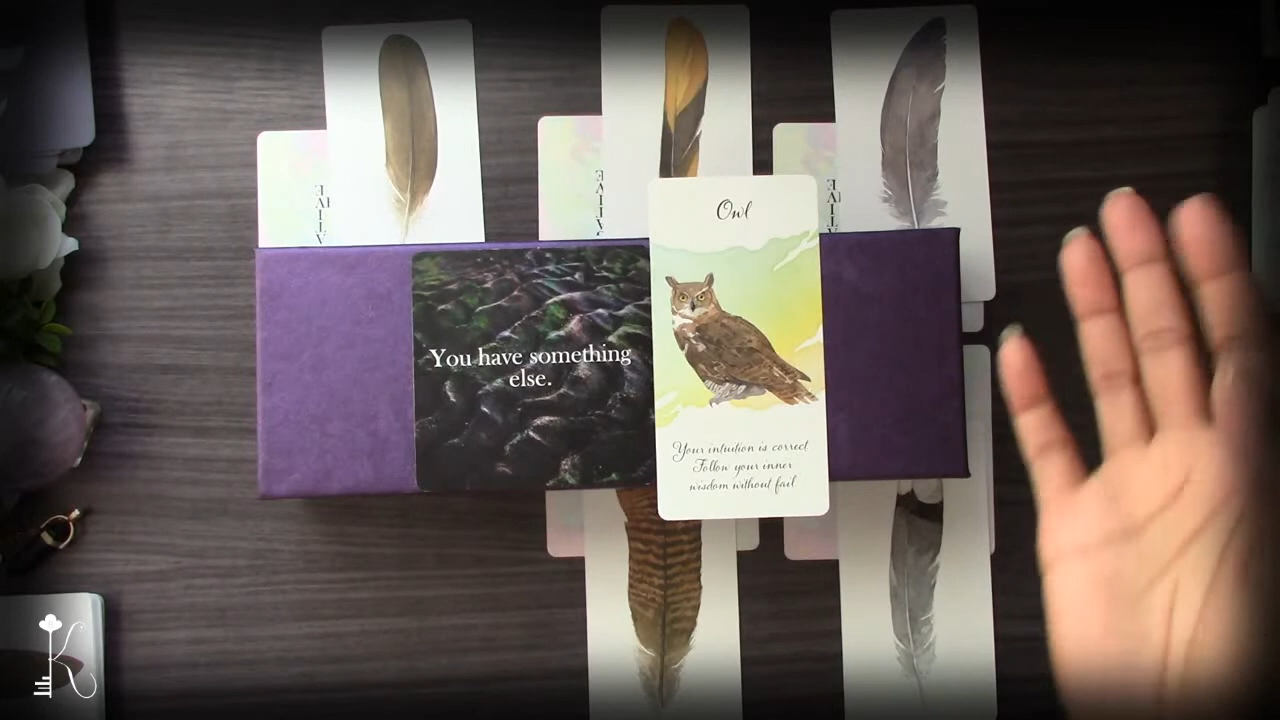 Owl
You have something
else.
Your intuition is correct
Follow your inner
wisdom without fail
K